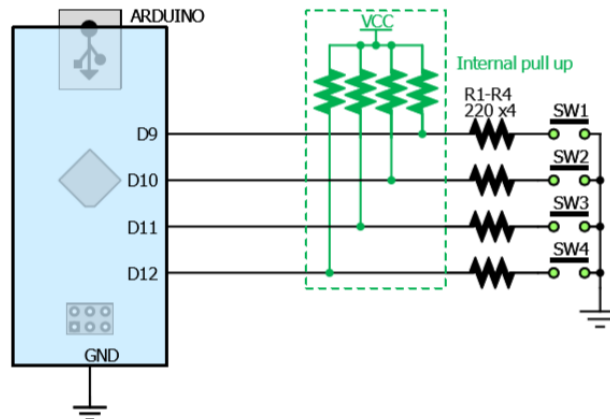 ARDUINO
VCC
Internal pull up
R1-R4
220 x4
SW1
D9
SW2
D10
SW3
D11
SW4
D12
GND